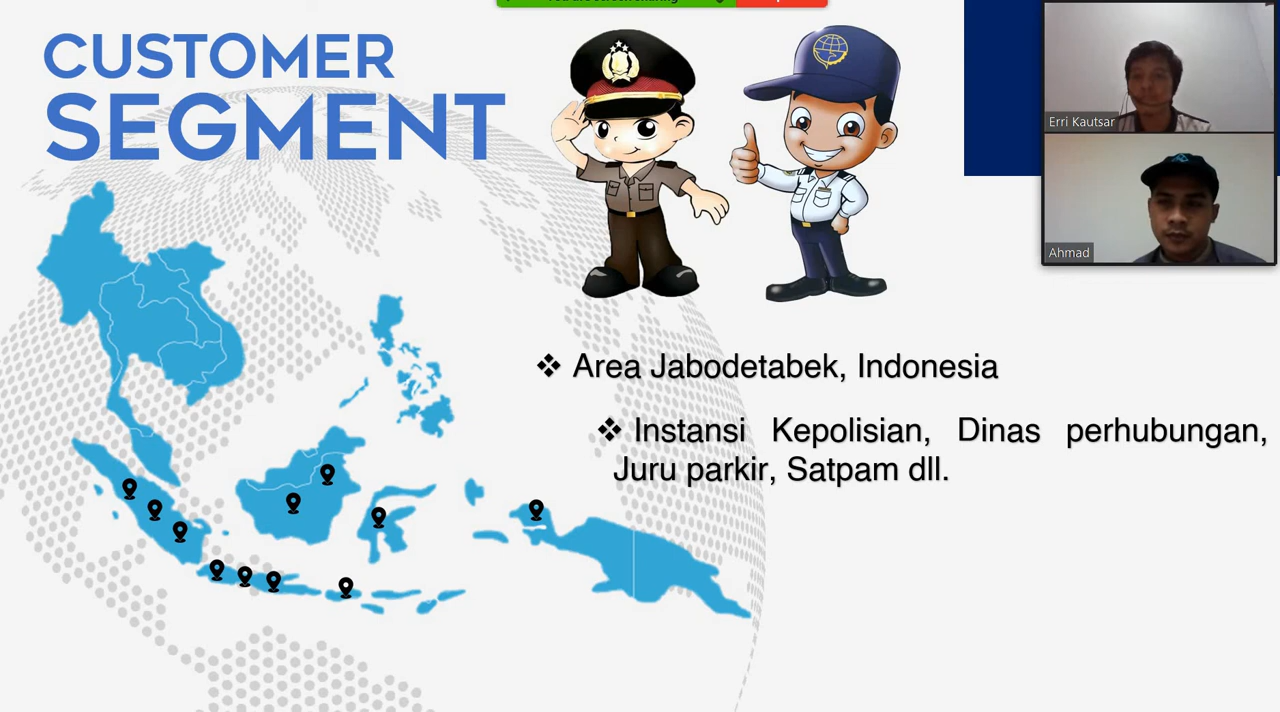 CUSTOMER
SEGMENT
Erri Kautsar
Ahmad
❖ Area Jabodetabek, Indonesia
❖ Instansi Kepolisian, Dinas perhubungan,
Juru parkir, Satpam dll.